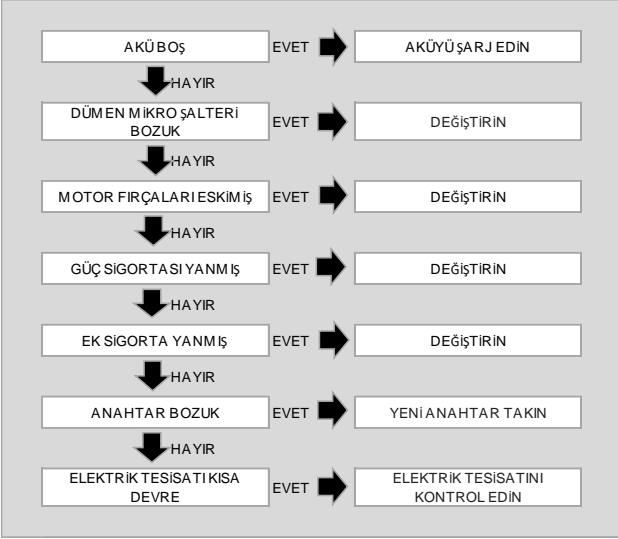 AKÜ BOŞ EVET AKÜYÜ ŞARJ EDİN
HAYIR
DÜMEN MİKRO ŞALTERİ
BOZUK EVET DEĞİŞTİRİN
HAYIR
MOTOR FIRÇALARI ESKİMİŞ EVET DEĞİŞTİRİN
HAYIR
GÜÇ SİGORTASI YANMIŞ EVET DEĞİŞTİRİN
HAYIR
EK SİGORTA YANMIŞ EVET DEĞİŞTİRİN
HAYIR
ANAHTAR BOZUK EVET YENİ ANAHTAR TAKIN
HAYIR
ELEKTRİK TESİSATI KISA
DEVRE EVET ELEKTRİK TESİSATINI
KONTROL EDİN